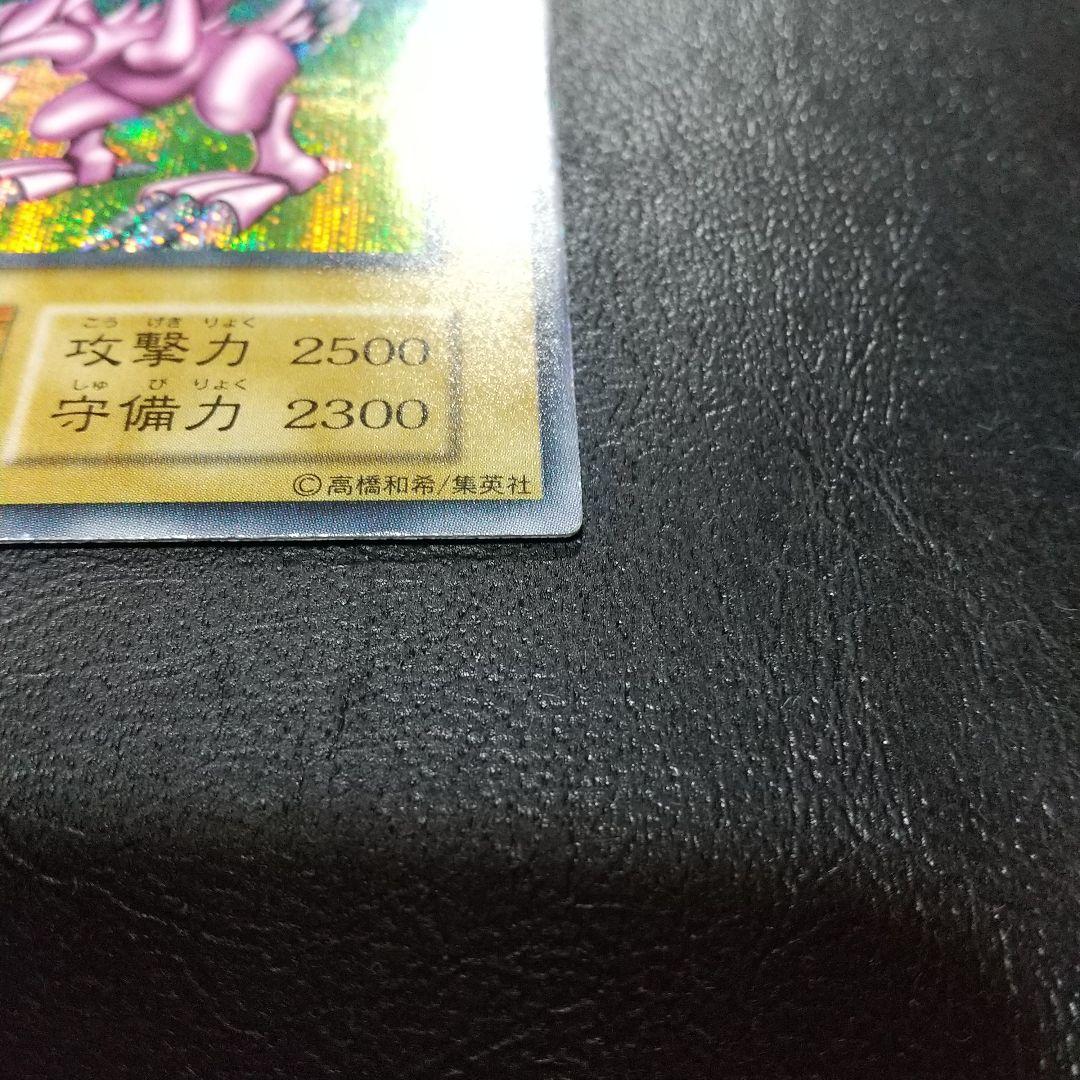 こう げき りょく
攻撃力 2500
しゅ び りょく
守備力 2300
©高橋和希/集英社